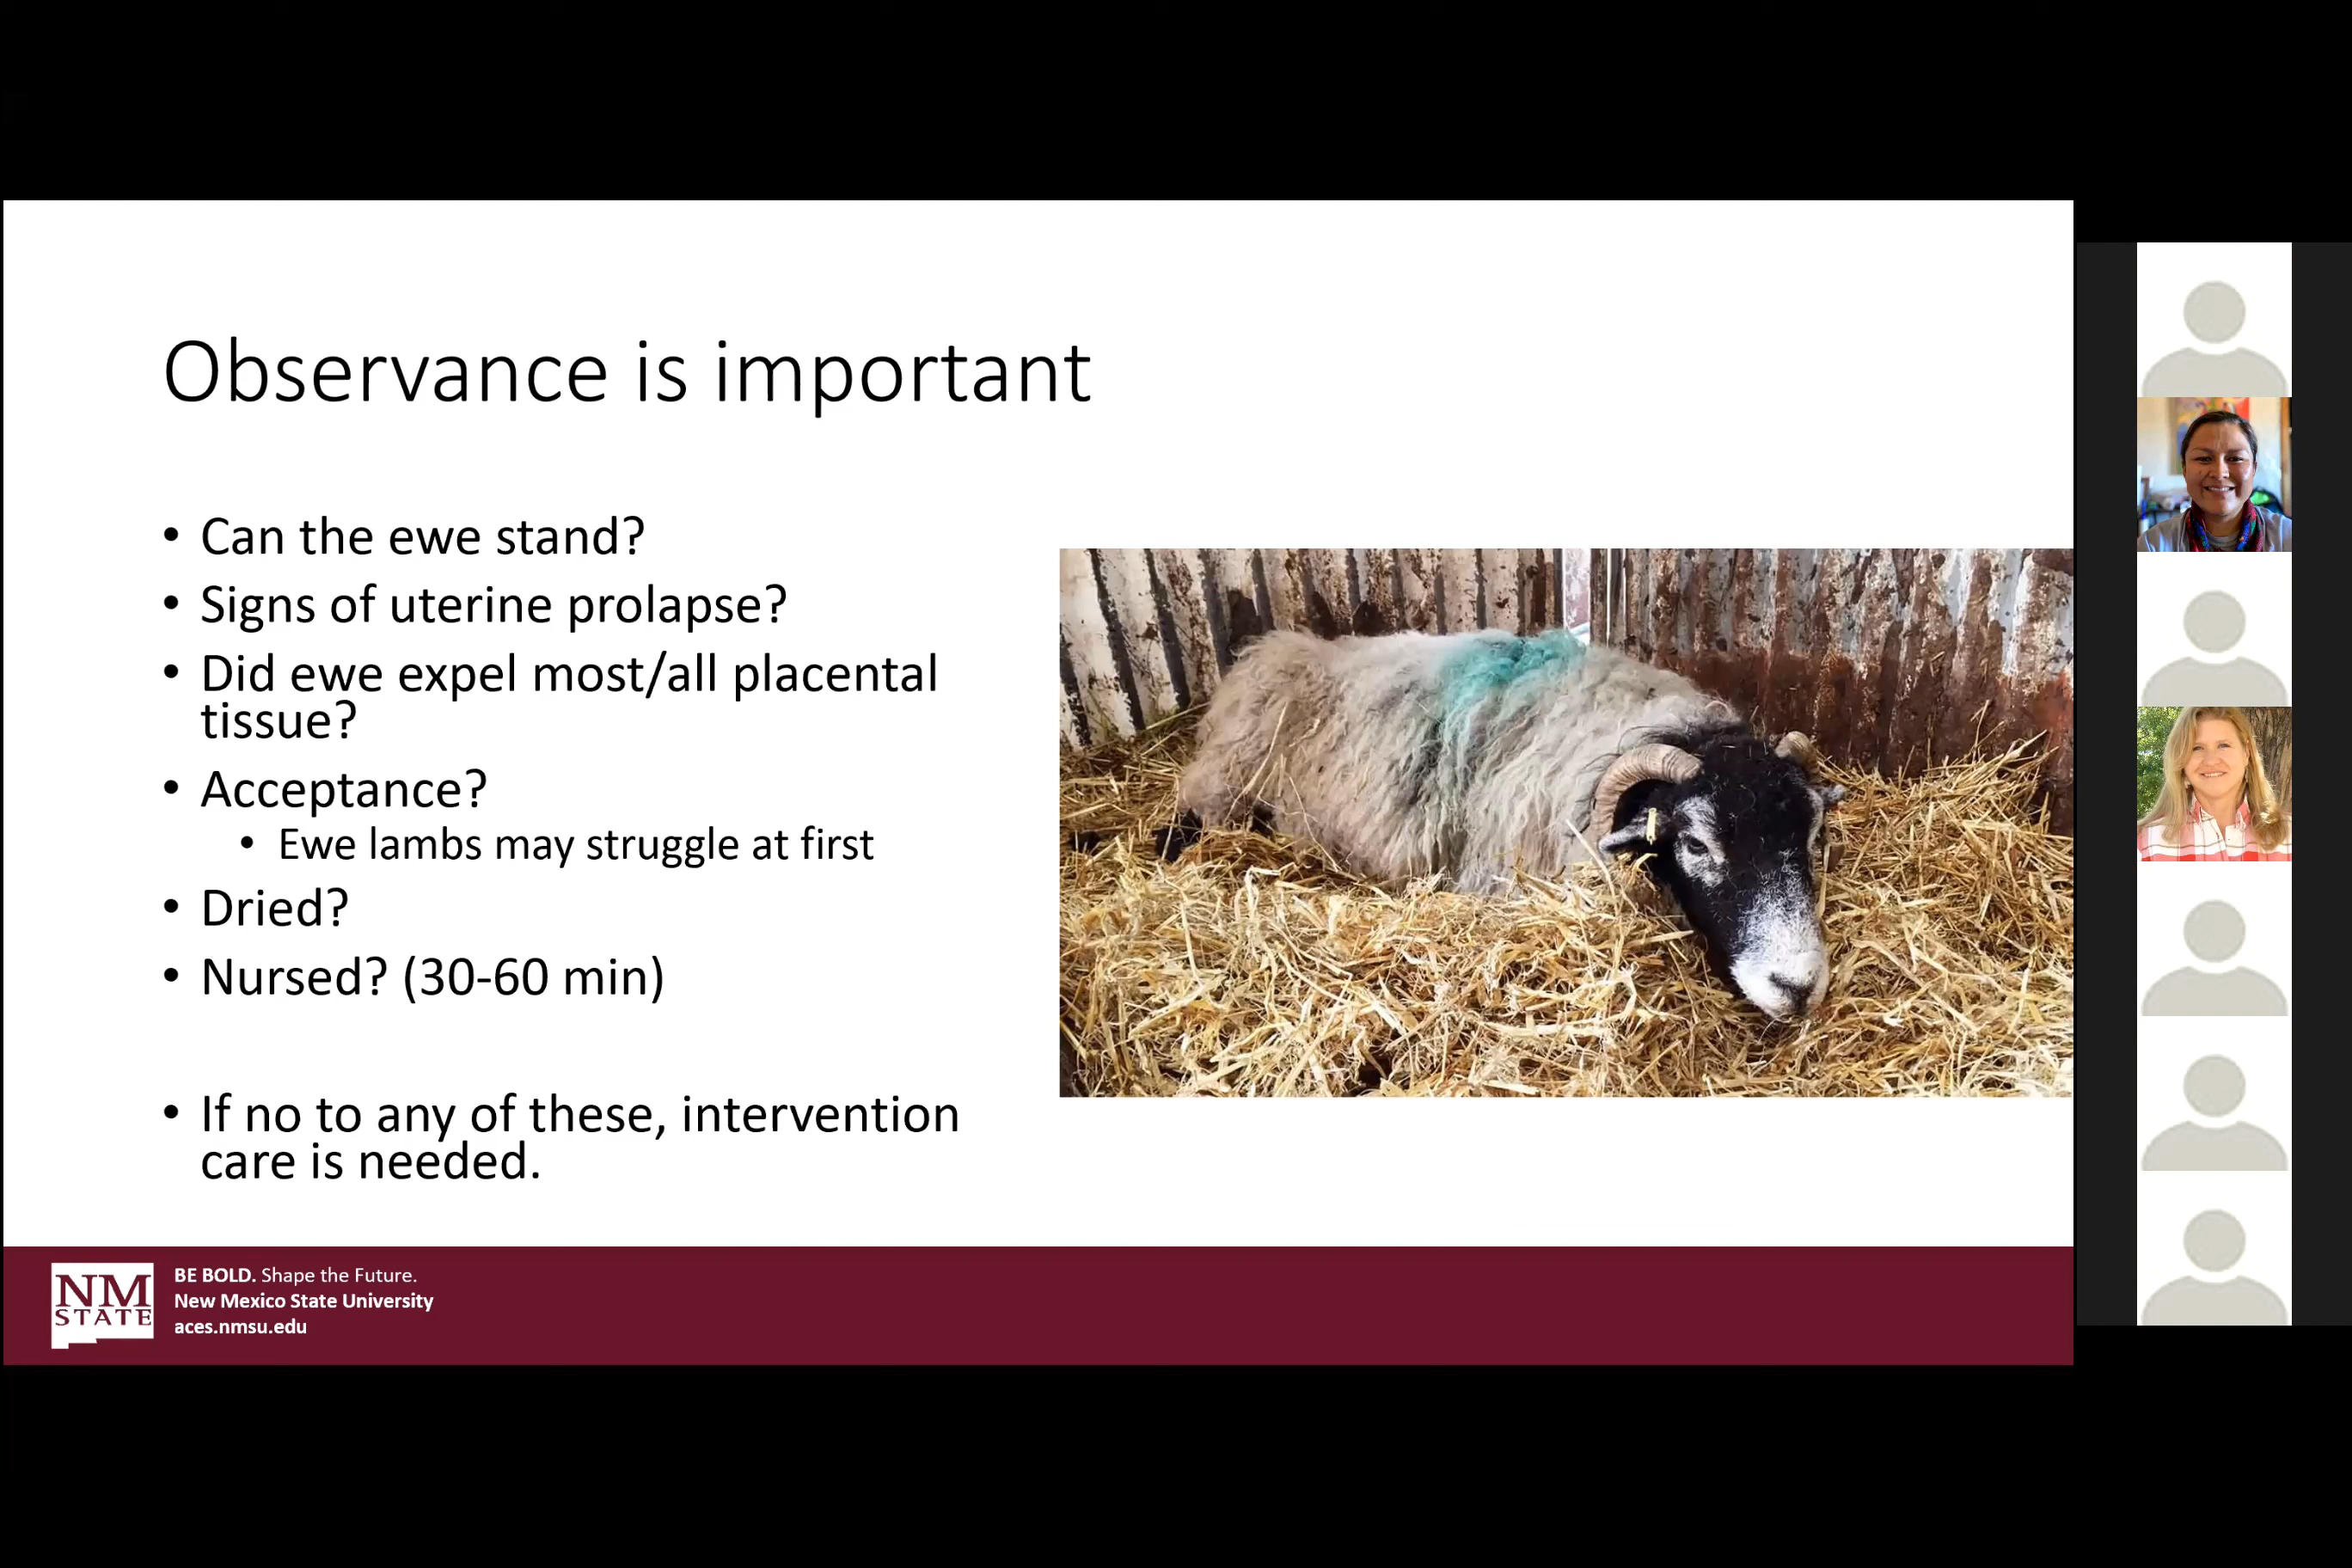 Observance is important
• Can the ewe stand?
• Signs of uterine prolapse?
• Did ewe expel most/all placental
tissue?
• Acceptance?
• Ewe lambs may struggle at first
• Dried?
• Nursed? (30-60 min)
• If no to any of these, intervention
care is needed.
NM
STATE
BE BOLD. Shape the Future.
New Mexico State University
aces.nmsu.edu